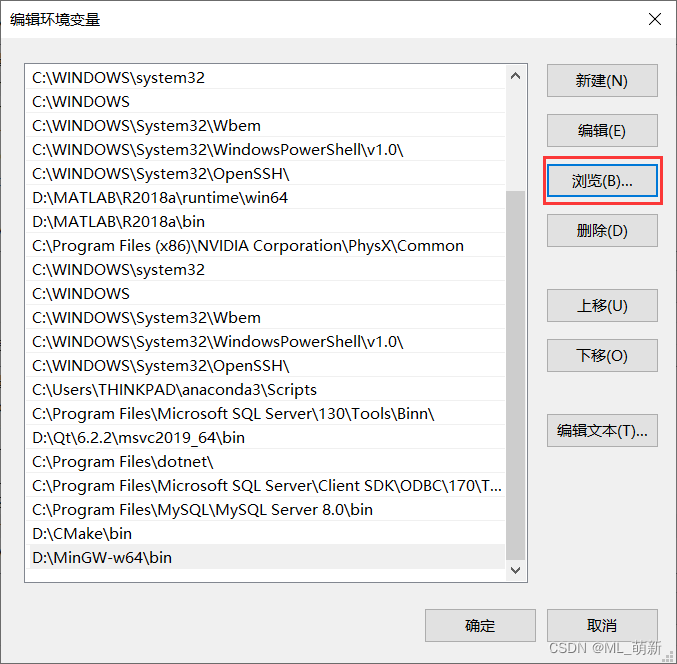 编辑环境变量
C:\WINDOWS\system32
C:\WINDOWS
C:\WINDOWS\System32\Wbem
C:\WINDOWS\System32\WindowsPowerShell\v1.0\
C:\WINDOWS\System32\OpenSSH\
D:\MATLAB\R2018a\runtime\win64
D:\MATLAB\R2018a\bin
C:\Program Files (x86)\NVIDIA Corporation\PhysX\Common
C:\WINDOWS\system32
C:\WINDOWS
C:\WINDOWS\System32\Wbem
C:\WINDOWS\System32\WindowsPowerShell\v1.0\
C:\WINDOWS\System32\OpenSSH\
C:\Users\THINKPAD\anaconda3\Scripts
C:\Program Files\Microsoft SQL Server\130\Tools\Binn\
D:\Qt\6.2.2\msvc2019_64\bin
C:\Program Files\dotnet\
C:\Program Files\Microsoft SQL Server\Client SDK\ODBC\170\T...
C:\Program Files\MySQL\MySQL Server 8.0\bin
D:\CMake\bin
D:\MinGW-w64\bin
新建(N)
编辑(E)
浏览(B)...
删除(D)
上移(U)
下移(O)
编辑文本(T)...
确定
取消
CSDN @ML_萌新